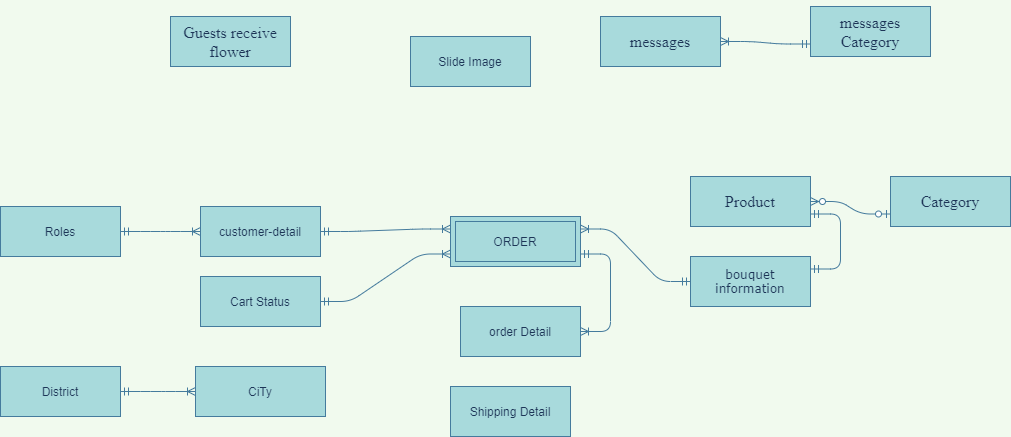 Guests receive
flower
Slide Image
messages
messages
Category
Product
Category
Roles
customer-detail
ORDER
bouquet
information
Cart Status
order Detail
District
CiTy
Shipping Detail